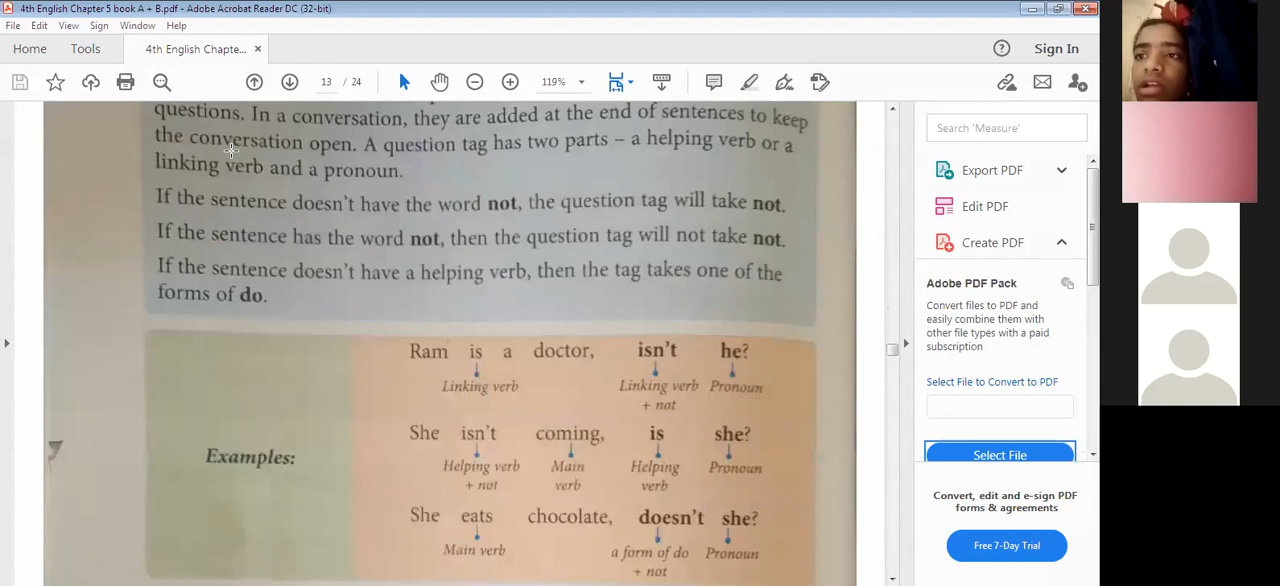 4th English Chapter 5 book A + B.pdf - Adobe Acrobat Reader DC (32-bit)
File Edit View Sign Window Help
Home Tools 4th English Chapte... × Sign In
13 / 24 119%
questions. In a conversation, they are added at the end of sentences to keep
the conversation open. A question tag has two parts – a helping verb or a
linking verb and a pronoun.
If the sentence doesn't have the word not, the question tag will take not.
If the sentence has the word not, then the question tag will not take not.
If the sentence doesn't have a helping verb, then the tag takes one of the
forms of do.
Examples:
Ram is a doctor, isn't he?
Linking verb Linking verb Pronoun
+ not
She isn't coming, is she?
Helping verb Main Helping Pronoun
+ not verb verb
She eats chocolate, doesn't she?
Main verb a form of do Pronoun
+ not
Search 'Measure'
Export PDF
Edit PDF
Create PDF
Adobe PDF Pack
Convert files to PDF and
easily combine them with
other file types with a paid
subscription
Select File to Convert to PDF
Select File
Convert, edit and e-sign PDF
forms & agreements
Free 7-Day Trial